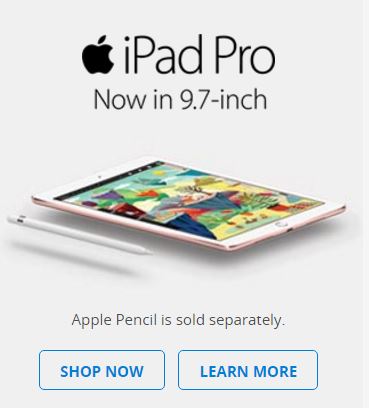 iPad Pro
Now in 9.7-inch
Apple Pencil is sold separately.
SHOP NOW
LEARN MORE